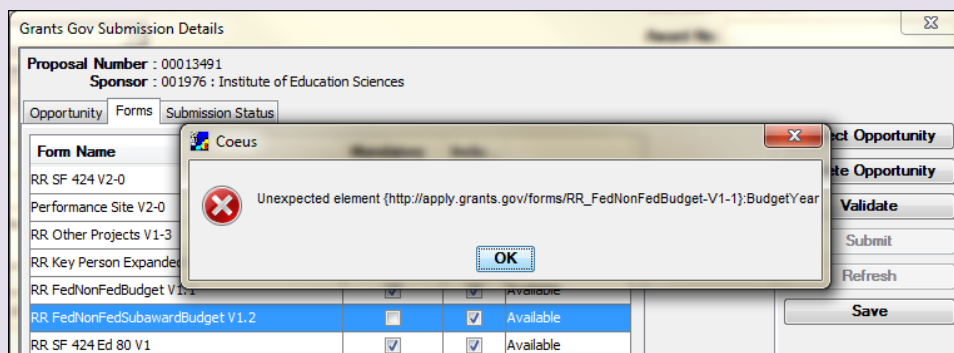 Grants Gov Submission Details
Proposal Number : 00013491
Sponsor : 001976 : Institute of Education Sciences
Opportunity Forms Submission Status
Form Name
RR SF 424 V2-0
Performance Site V2-0
RR Other Projects V1-3
RR Key Person Expanded
RR FedNonFedBudget V1.1 Available
RR FedNonFedSubawardBudget V1.2 Available
RR SF 424 Ed 80 V1 Available
Coeus
Unexpected element {http://apply.grants.gov/forms/RR_FedNonFedBudget-V1-1}:BudgetYear
OK
Opportunity
Opportunity
Validate
Submit
Refresh
Save